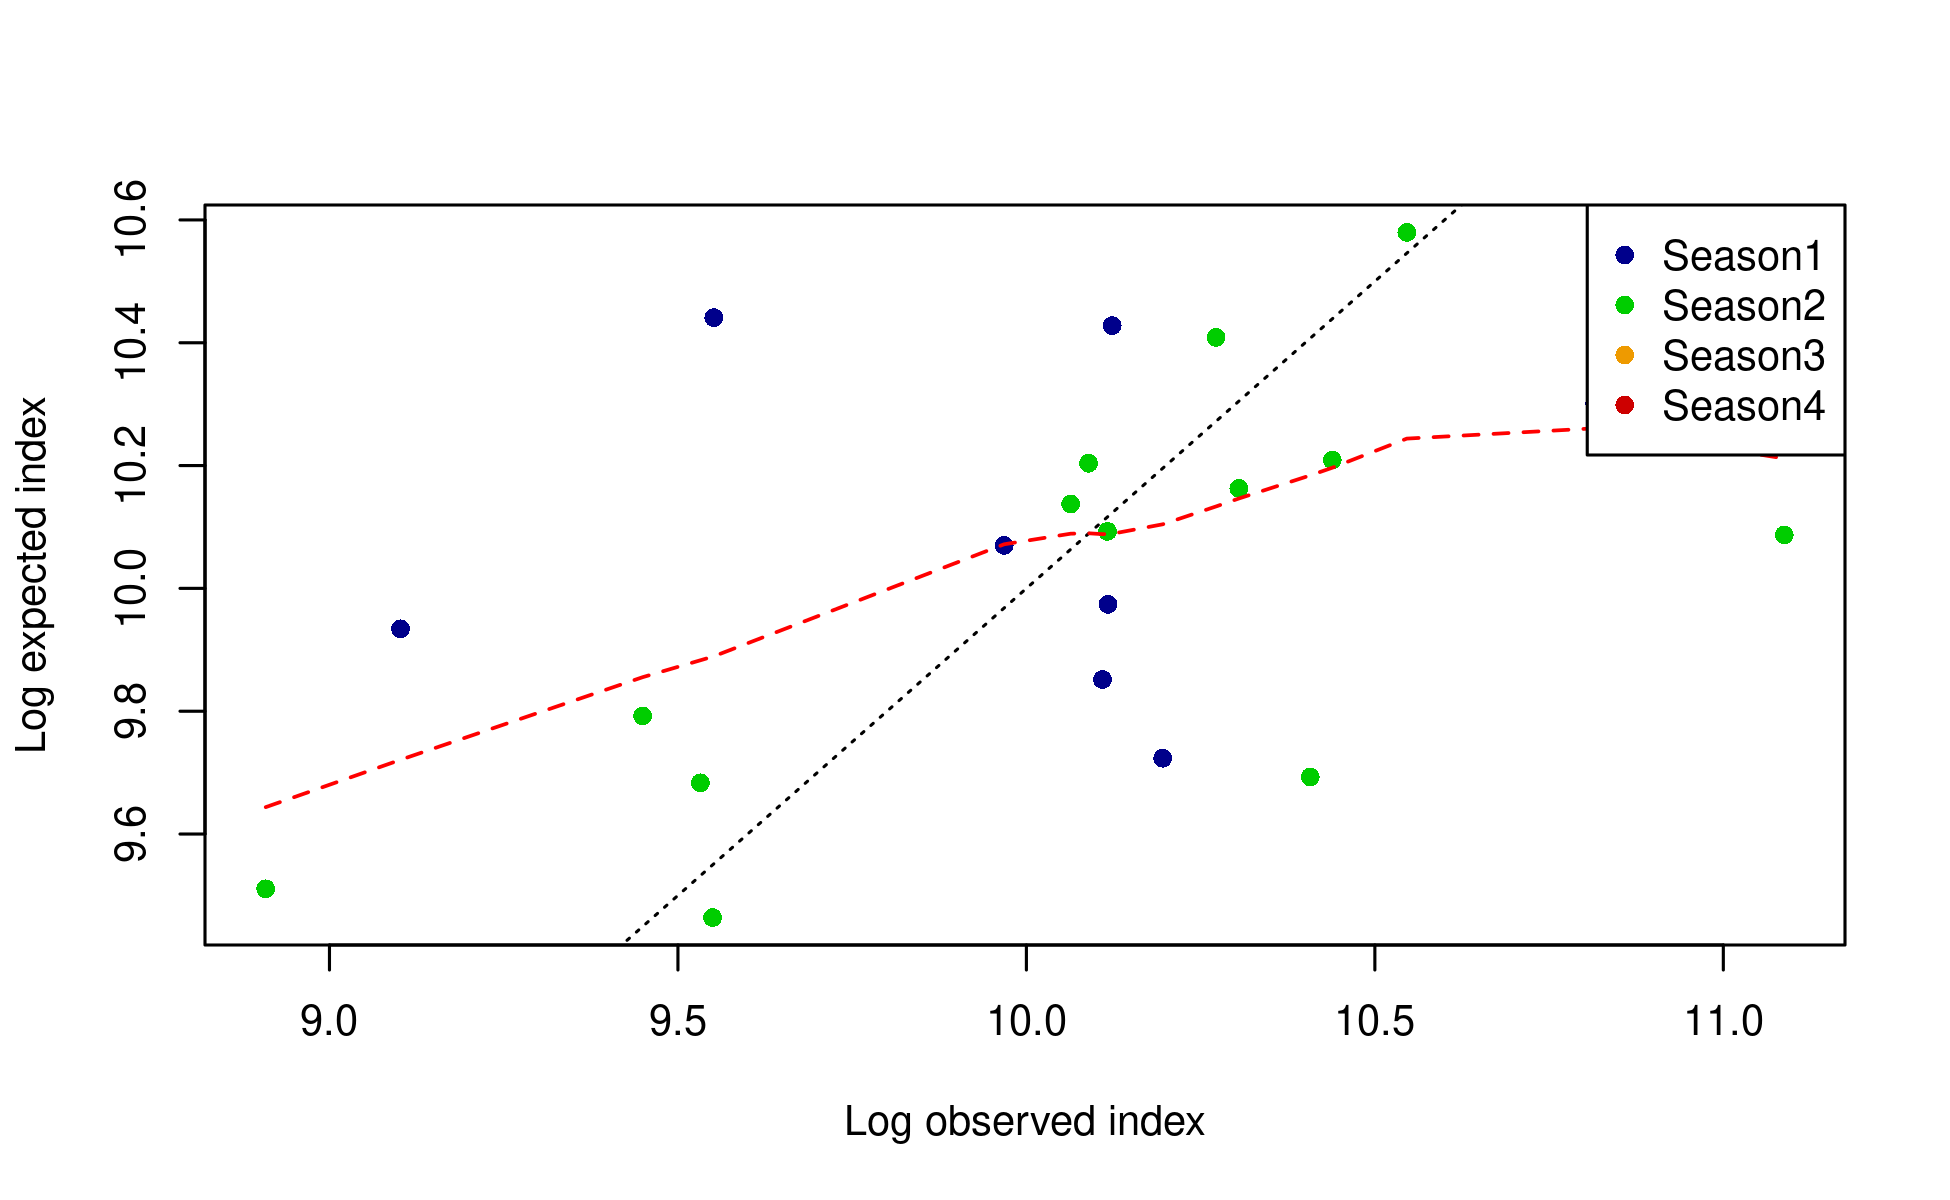 10.6
10.4
10.2
10.0
9.8
9.6
Log expected index
Season1
Season2
Season3
Season4
9.0 9.5 10.0 10.5 11.0
Log observed index